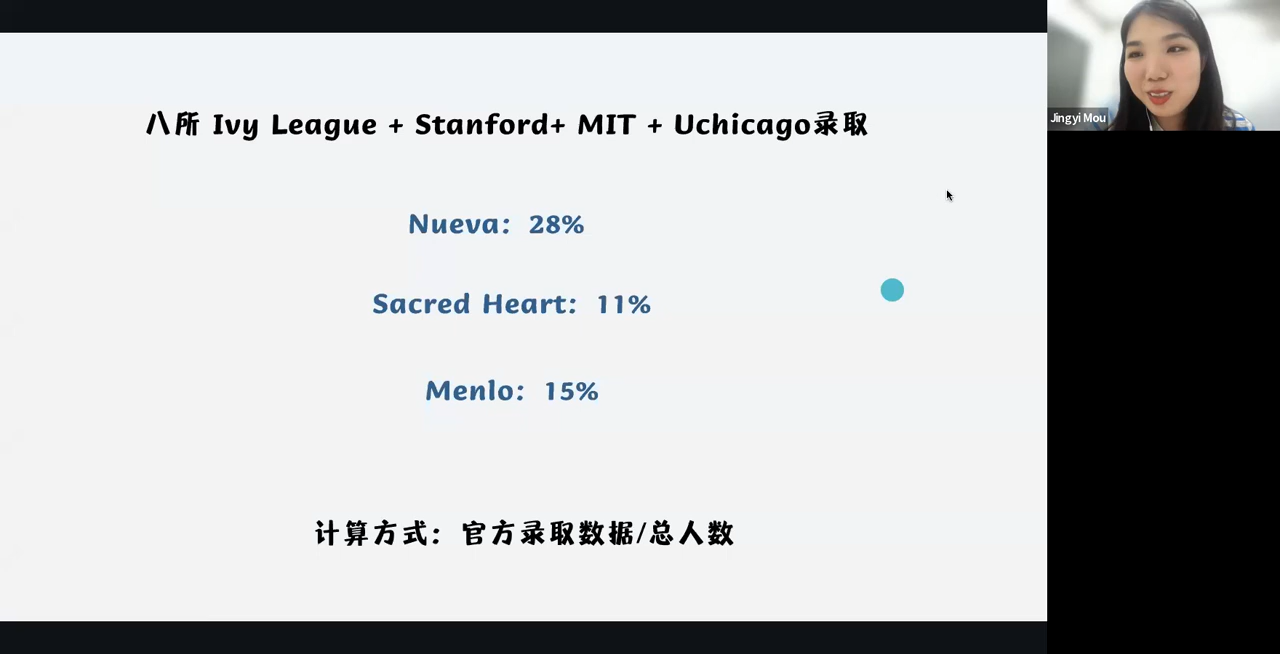 八所 Ivy League + Stanford+ MIT + Uchicago录取
Nueva: 28%
Sacred Heart: 11%
Menlo: 15%
计算方式：官方录取数据/总人数
Jingyi Mou